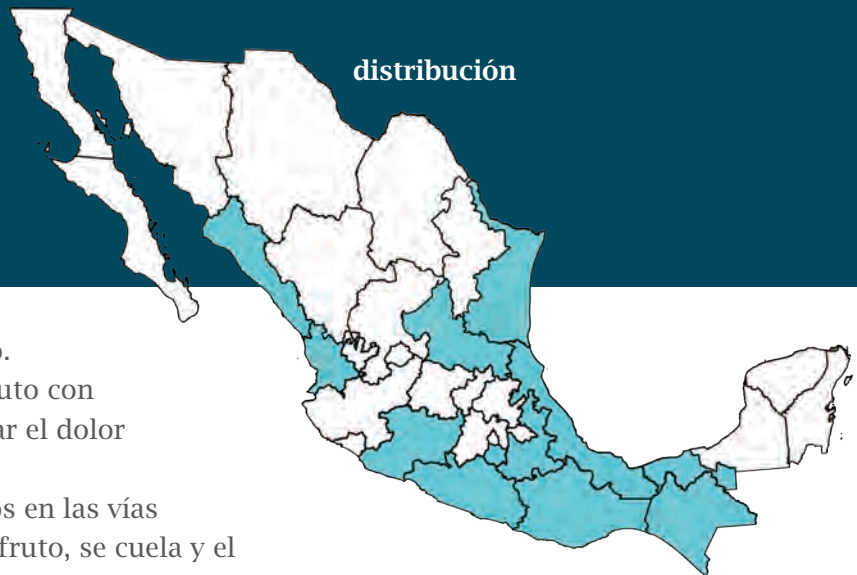 distribución
o.
uto con
ar el dolor
os en las vías
fruto, se cuela y el